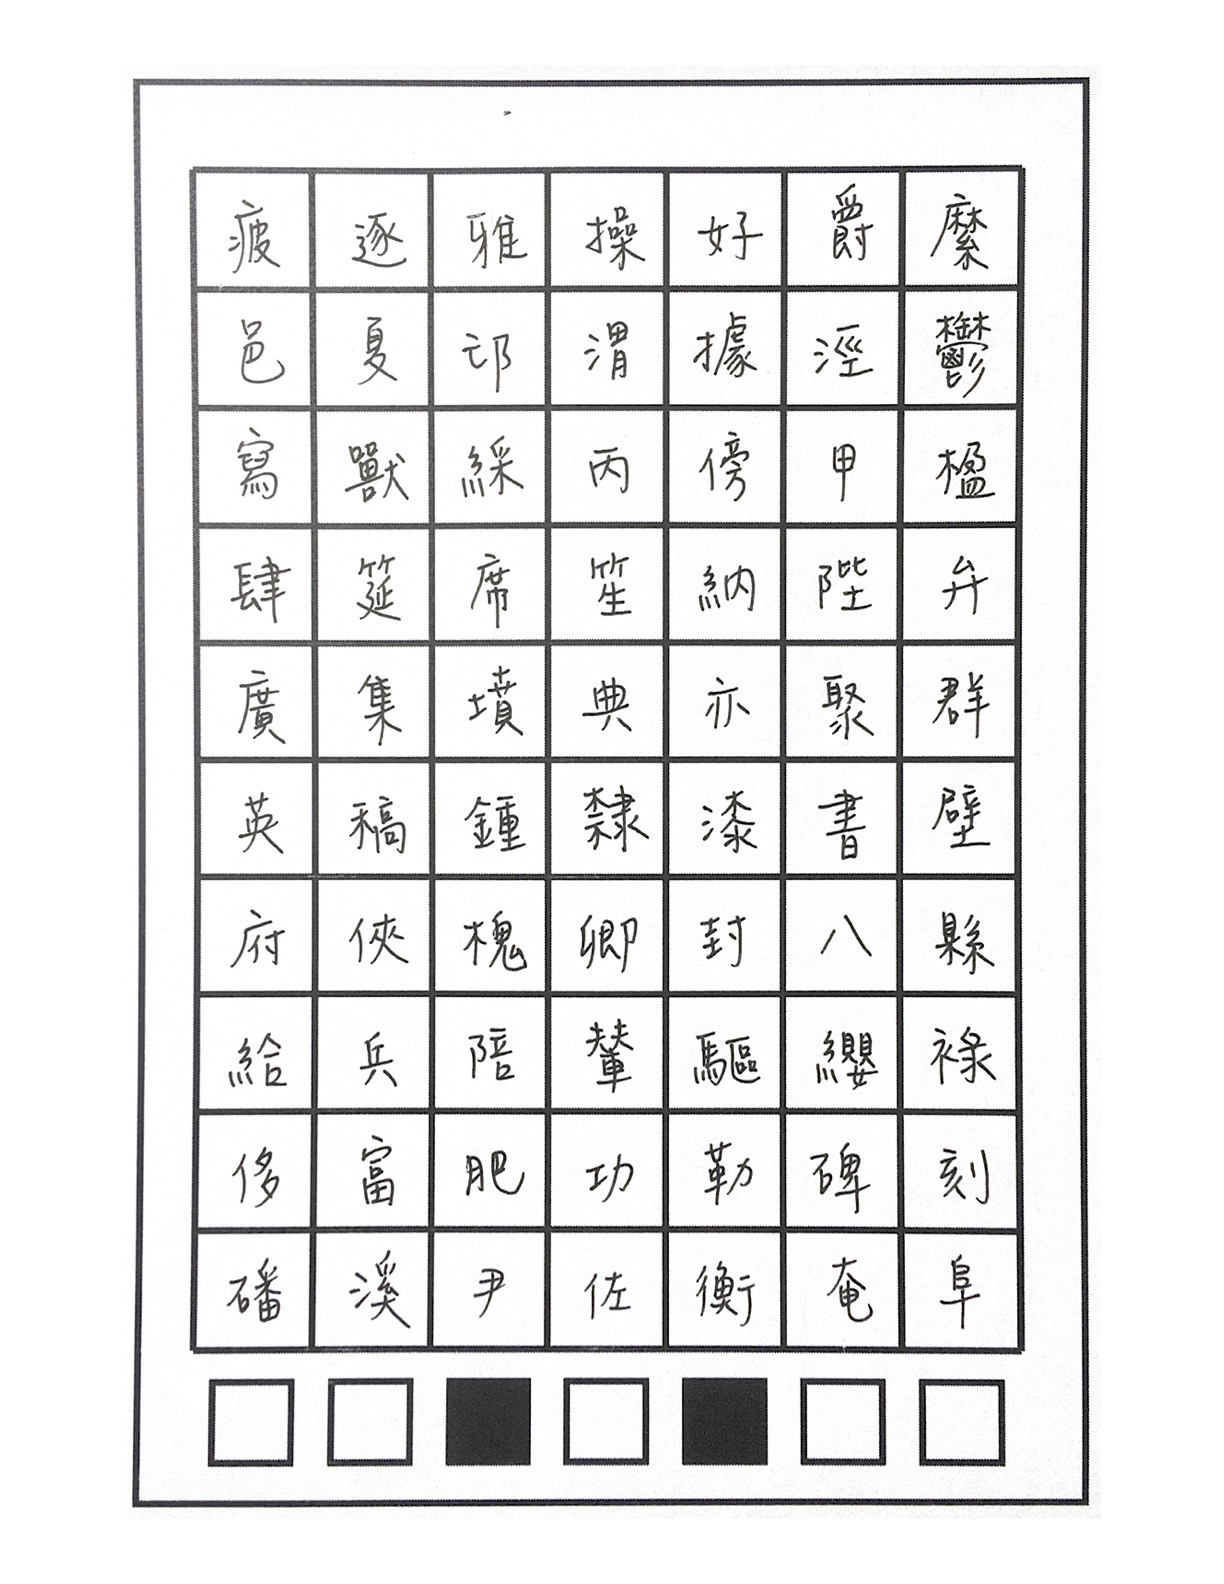 疲逐雅操好爵縻
邑夏邙渭據涇鬱
寫獸綵丙傍甲楹
肆筵席笙納陛弁
廣集墳典亦聚群
英稿鍾隸漆書壁
府俠槐卿封八縣
給兵陪輦驅纓祿
侈富肥功勒碑刻
磻溪尹佐衡奄阜